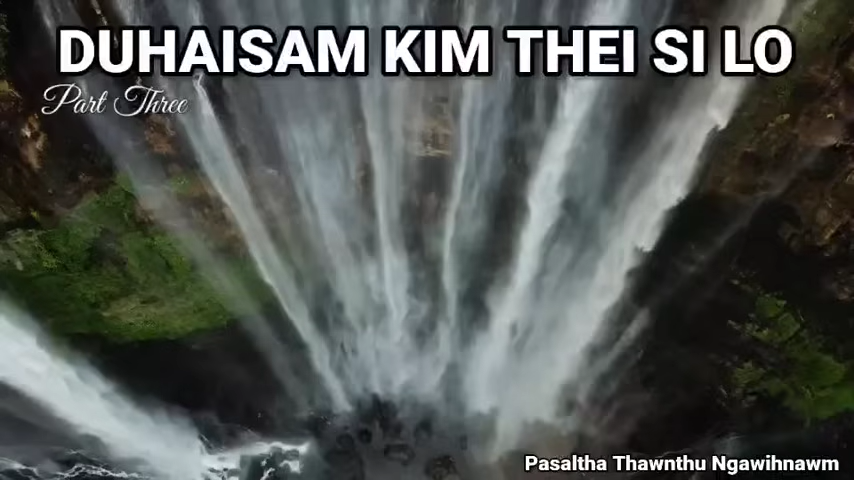 DUHAISAM KIM THEI SI LO
Part Three
Pasaltha Thawnthu Ngawihnawm